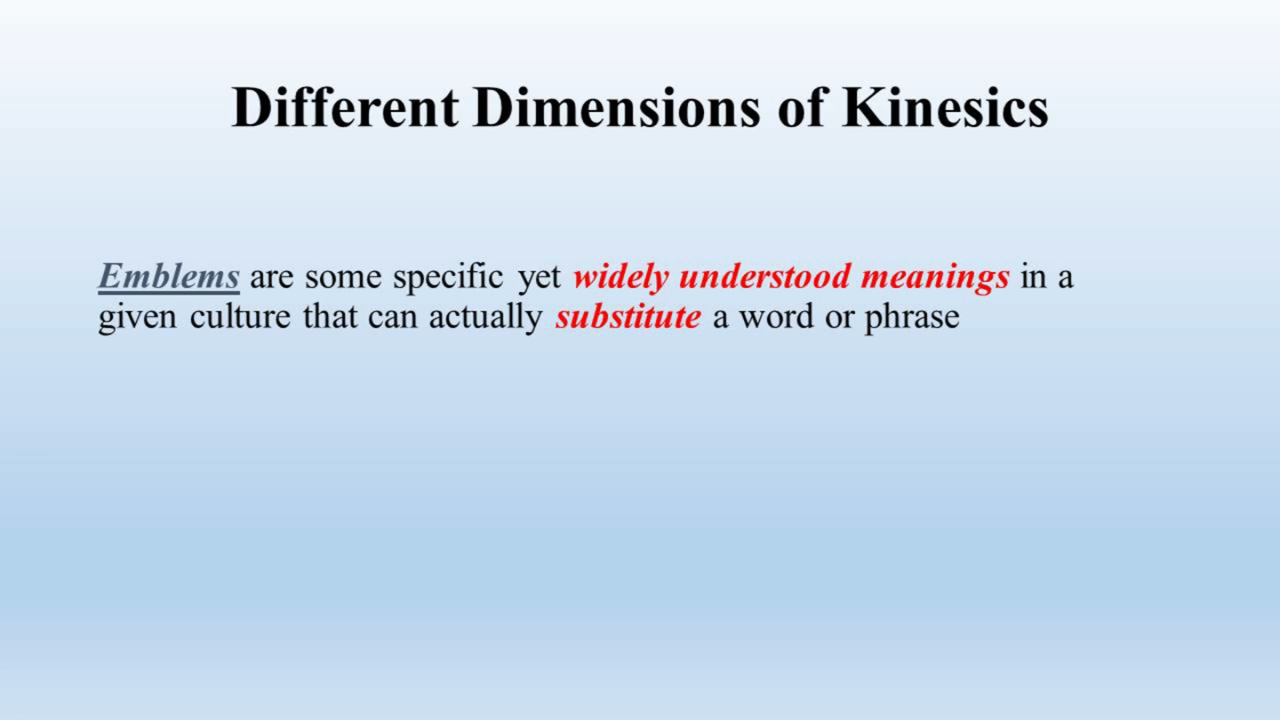 Different Dimensions of Kinesics
Emblems are some specific yet widely understood meanings in a
given culture that can actually substitute a word or phrase